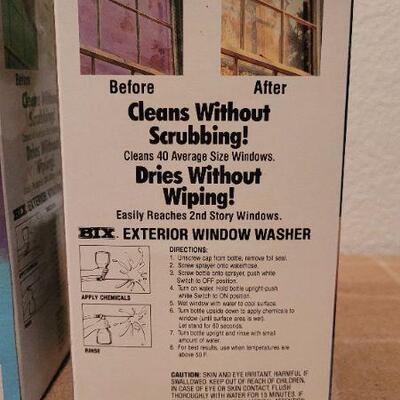 Before After
Cleans Without
Scrubbing!
Cleans 40 Average Size Windows.
Dries Without
Wiping!
Easily Reaches 2nd Story Windows.
BIX EXTERIOR WINDOW WASHER
APPLY CHEMICALS
RINSE
DIRECTIONS:
1. Unscrew cap from bottle, remove foil seal.
2. Screw sprayer onto waterhose.
3. Screw bottle onto sprayer, push white
Switch to OFF position.
4. Turn on water. Hold bottle upright-push
white Switch to ON position.
5. Wet window with water to cool surface.
6. Turn bottle upside down to apply chemicals to
window (until surface area is wet).
Let stand for 60 seconds.
7. Turn bottle upright and rinse with small
amount of water.
8. For best results, use when temperatures are
above 50 F.
CAUTION: SKIN AND EYE IRRITANT. HARMFUL IF
SWALLOWED. KEEP OUT OF REACH OF CHILDREN.
IN CASE OF EYE OR SKIN CONTACT, FLUSH
THOROUGHLY WITH WATER FOR 15 MINUTES. IF